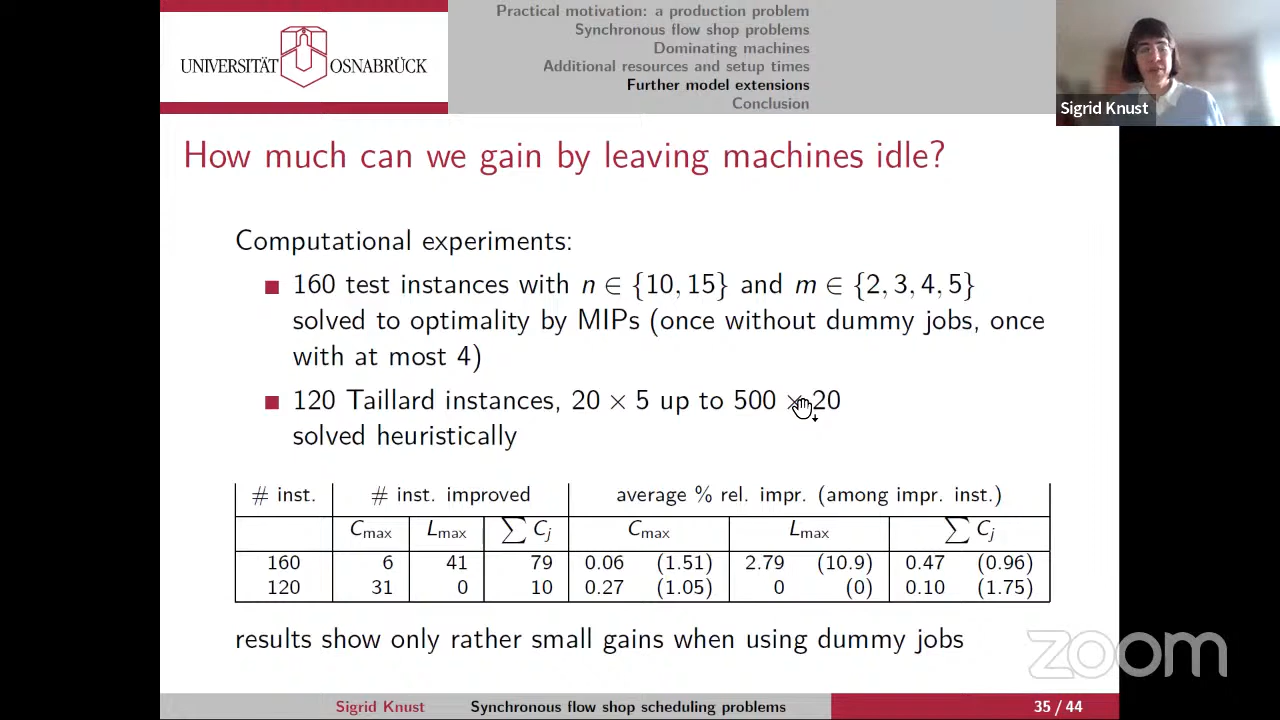 Practical motivation: a production problem
Synchronous flow shop problems
Dominating machines
Additional resources and setup times
Further model extensions
Conclusion
UNIVERSITÄT OSNABRÜCK
Sigrid Knust
How much can we gain by leaving machines idle?
Computational experiments:
160 test instances with n ∈ {10, 15} and m ∈ {2, 3, 4, 5}
solved to optimality by MIPs (once without dummy jobs, once
with at most 4)
120 Taillard instances, 20 × 5 up to 500 × 20
solved heuristically
# inst. # inst. improved average % rel. impr. (among impr. inst.)
Cmax Lmax ∑ Cj Cmax Lmax ∑ Cj
160 6 41 79 0.06 (1.51) 2.79 (10.9) 0.47 (0.96)
120 31 0 10 0.27 (1.05) 0 (0) 0.10 (1.75)
results show only rather small gains when using dummy jobs
zoom
Sigrid Knust Synchronous flow shop scheduling problems 35 / 44